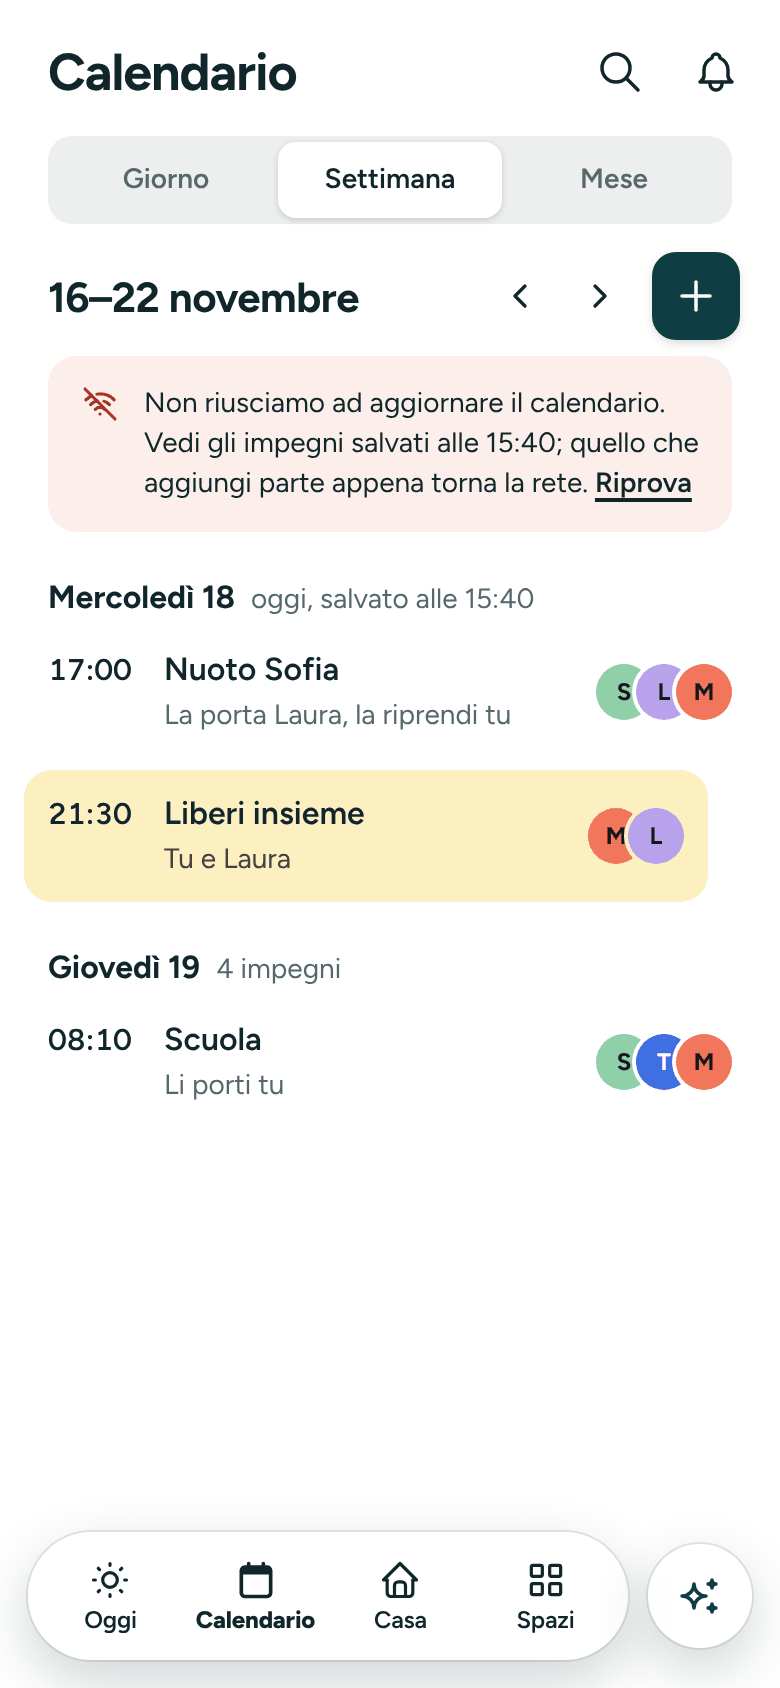 Calendario
Giorno Settimana Mese
16–22 novembre
Non riusciamo ad aggiornare il calendario.
Vedi gli impegni salvati alle 15:40; quello che
aggiungi parte appena torna la rete. Riprova
Mercoledì 18 oggi, salvato alle 15:40
17:00 Nuoto Sofia S L M
La porta Laura, la riprendi tu
21:30 Liberi insieme M L
Tu e Laura
Giovedì 19 4 impegni
08:10 Scuola S T M
Li porti tu
Oggi Calendario Casa Spazi